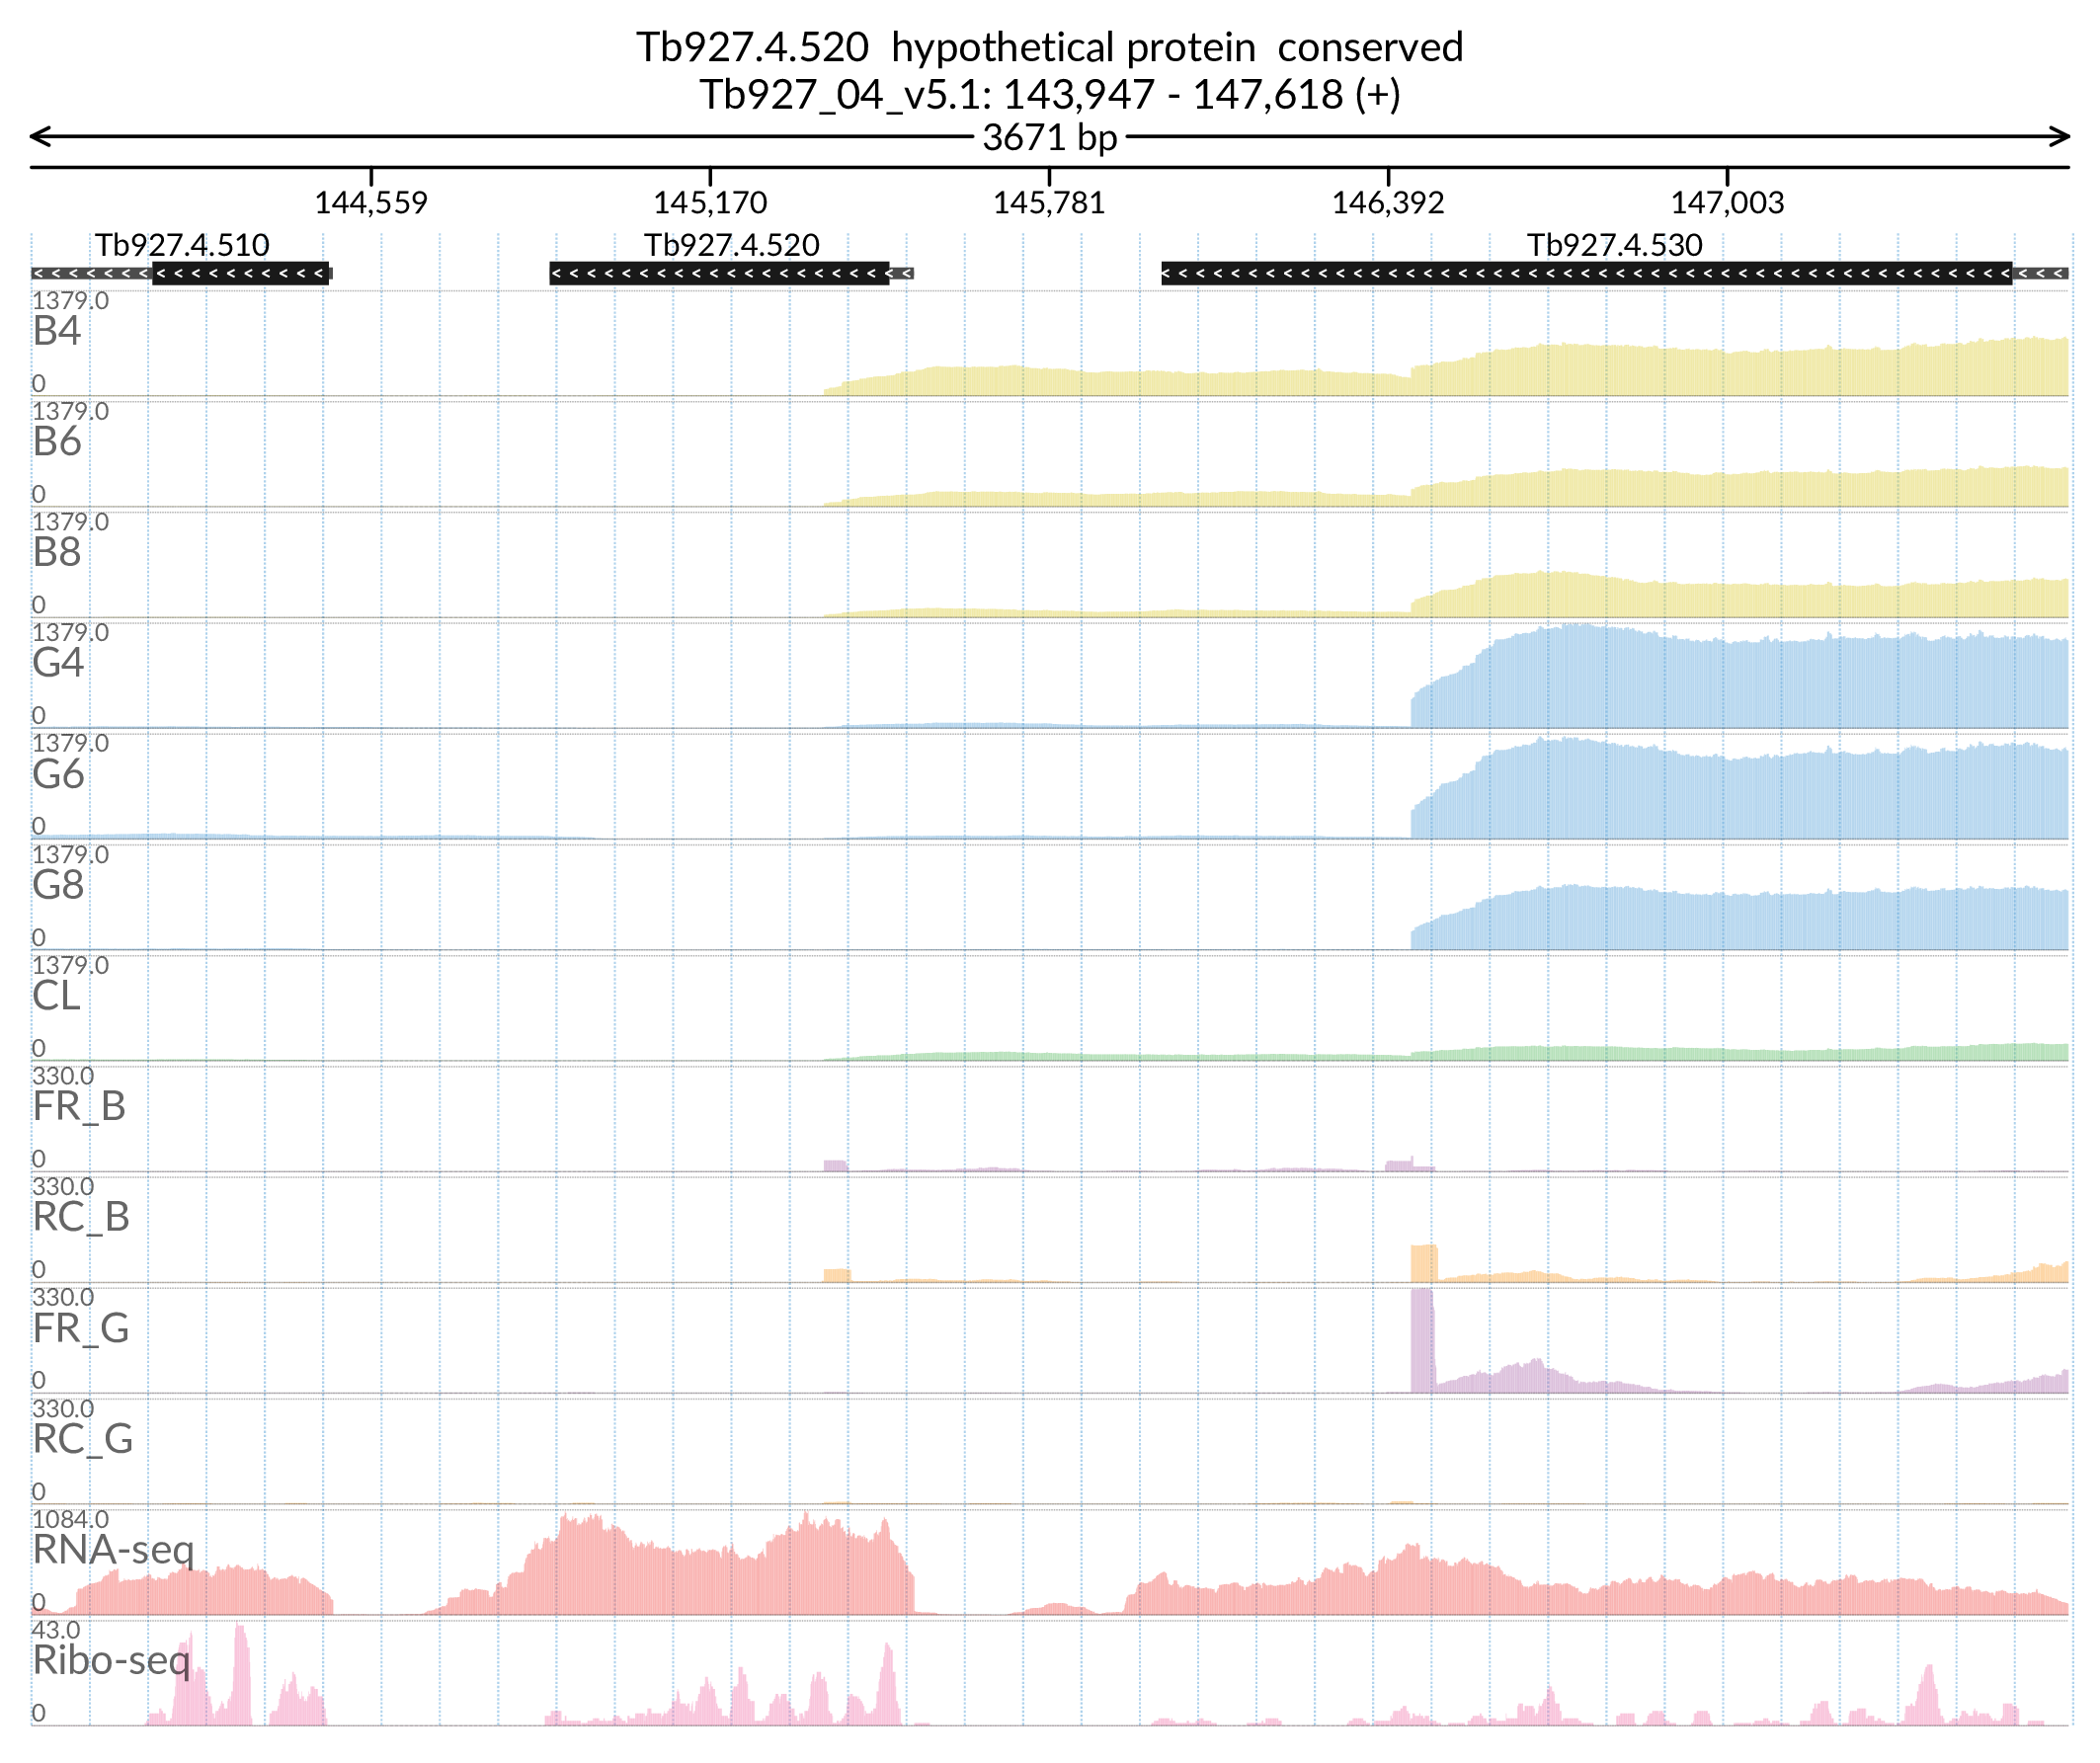 Tb927.4.520  hypothetical protein  conserved
Tb927_04_v5.1: 143,947 - 147,618 (+)
3671 bp
144,559 145,170 145,781 146,392 147,003
Tb927.4.510 Tb927.4.520 Tb927.4.530
1379.0
B4
0
1379.0
B6
0
1379.0
B8
0
1379.0
G4
0
1379.0
G6
0
1379.0
G8
0
1379.0
CL
0
330.0
FR_B
0
330.0
RC_B
0
330.0
FR_G
0
330.0
RC_G
0
1084.0
RNA-seq
0
43.0
Ribo-seq
0